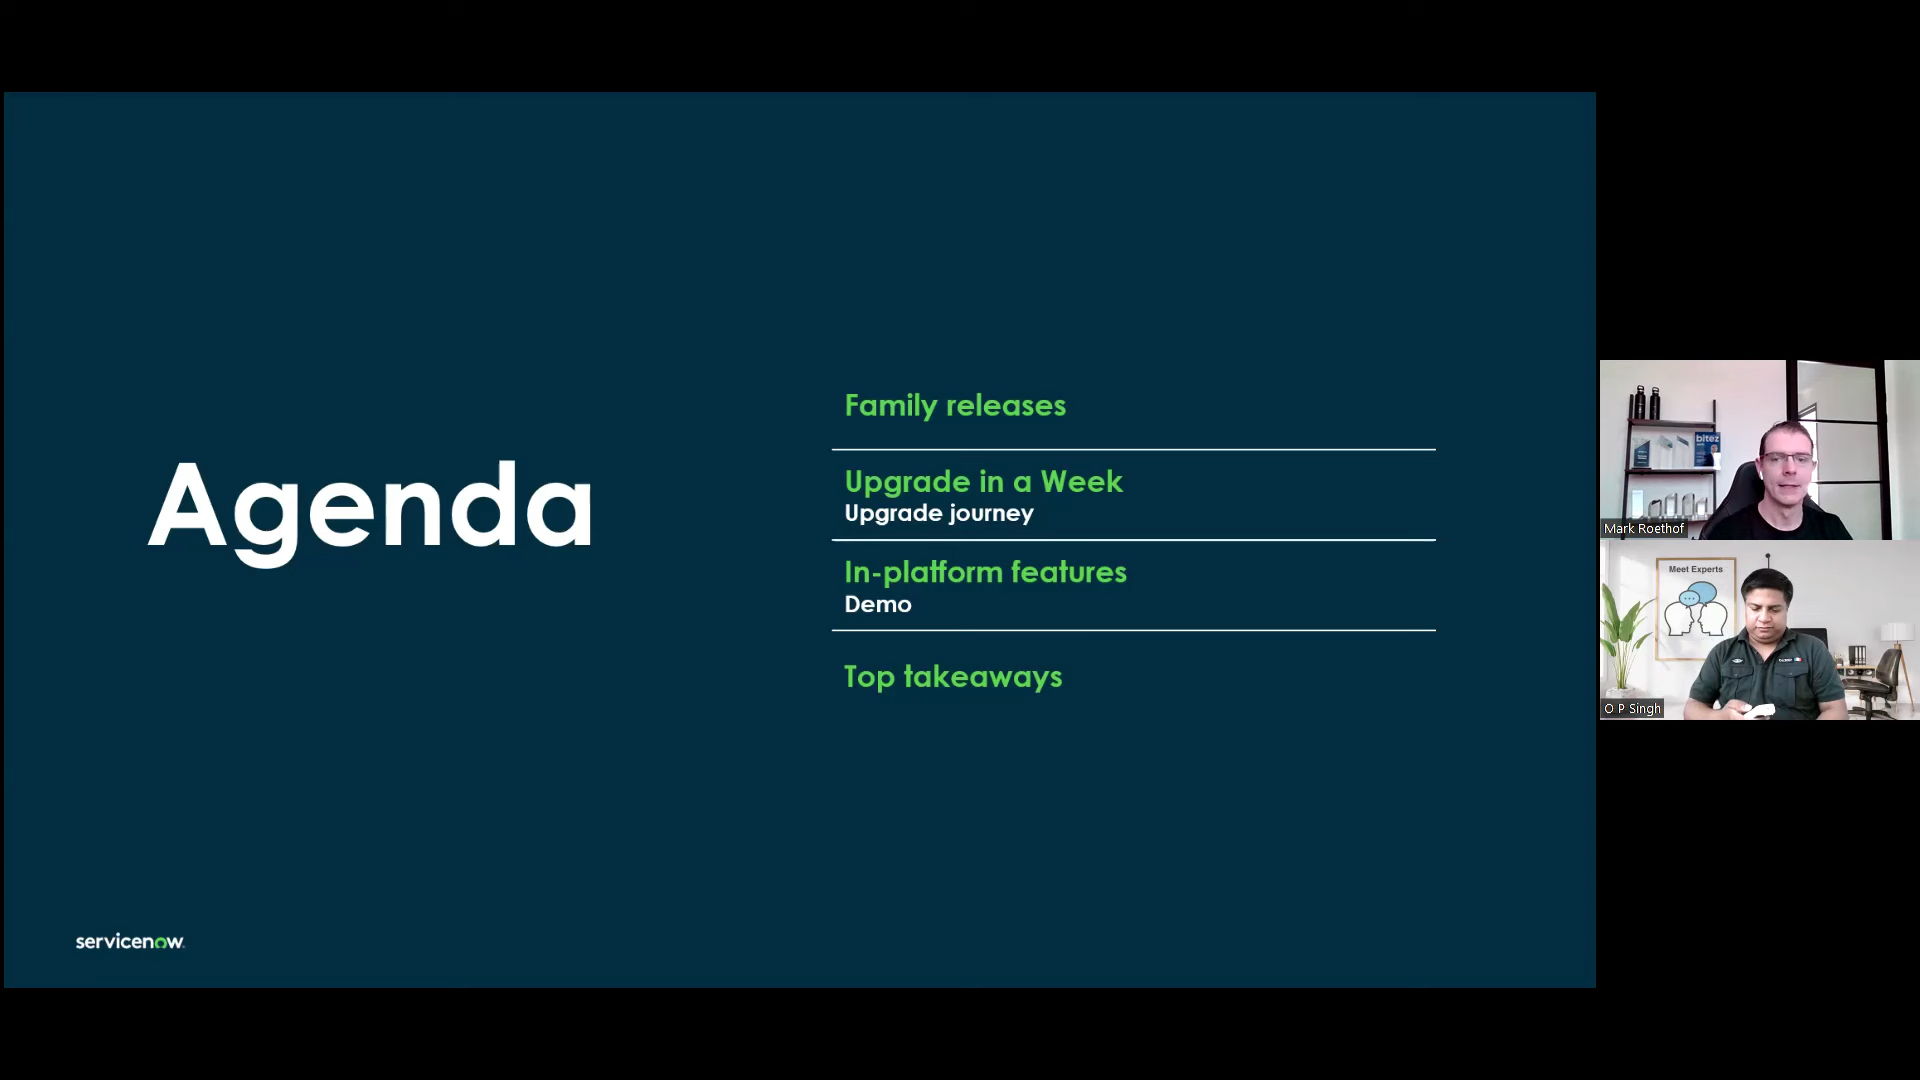 Agenda
Family releases
Upgrade in a Week
Upgrade journey
In-platform features
Demo
Top takeaways
servicenow
bitez
Mark Roethof
Meet Experts
O P Singh